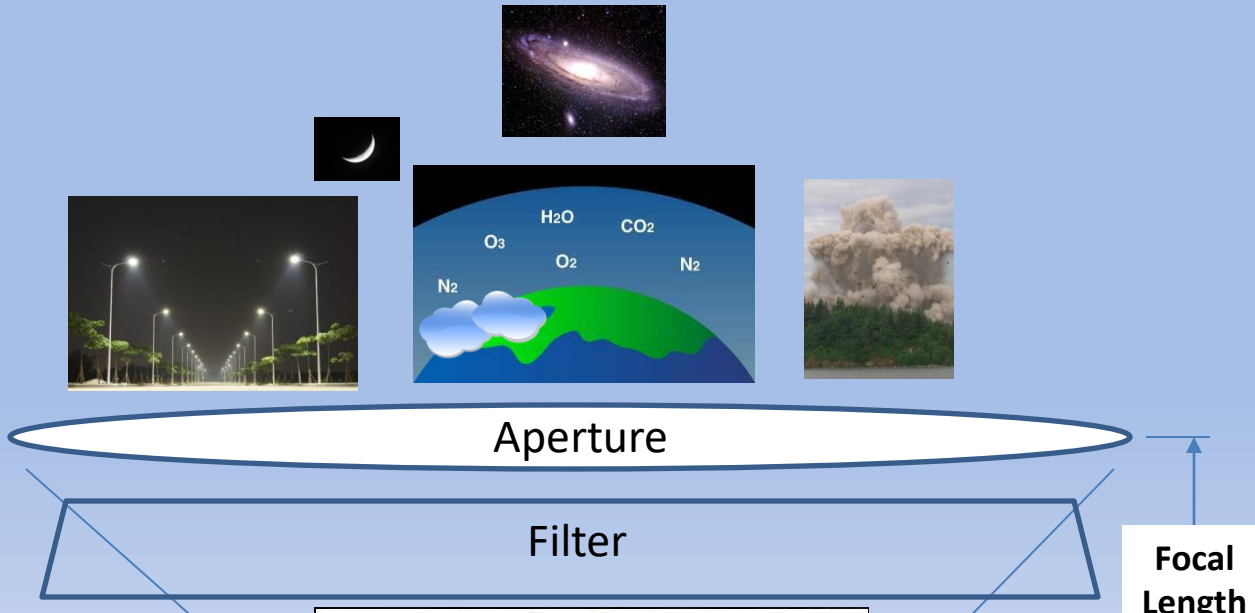 H2O
CO2
O3
O2
N2
N2
Aperture
Filter
Focal
Length